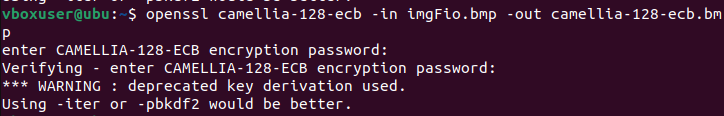 vboxuser@ubu:~$ openssl camellia-128-ecb -in imgFio.bmp -out camellia-128-ecb.bm
p
enter CAMELLIA-128-ECB encryption password:
Verifying - enter CAMELLIA-128-ECB encryption password:
*** WARNING : deprecated key derivation used.
Using -iter or -pbkdf2 would be better.